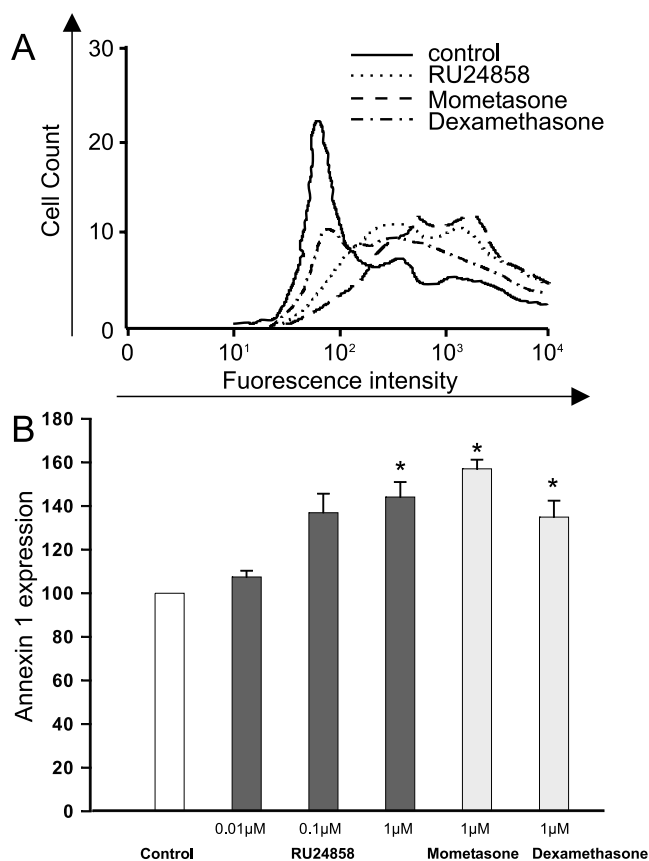 A
30
20
10
0
Cell Count
control
RU24858
Mometasone
Dexamethasone
0 10¹ 10² 10³ 10⁴
Fuorescence intensity
B
180
160
140
120
100
80
60
40
20
0
Annexin 1 expression
* * *
0.01µM 0.1µM 1µM 1µM 1µM
Control RU24858 Mometasone Dexamethasone